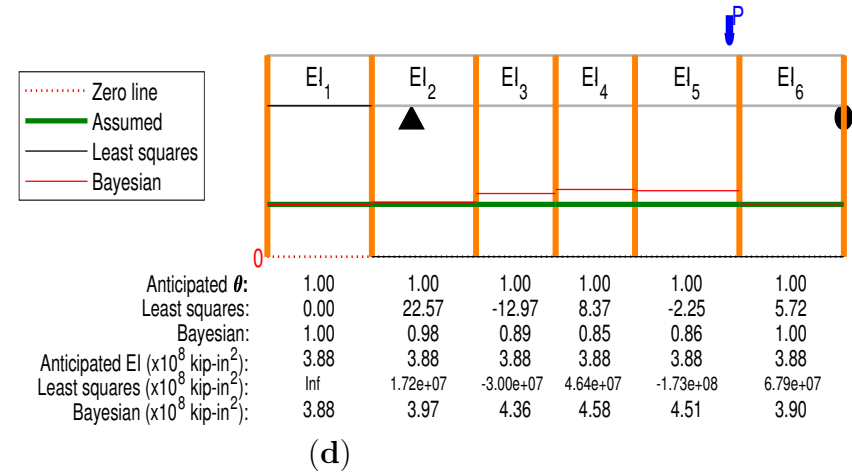 P
EI1 EI2 EI3 EI4 EI5 EI6
Zero line
Assumed
Least squares
Bayesian
0
Anticipated θ: 1.00 1.00 1.00 1.00 1.00 1.00
Least squares: 0.00 22.57 -12.97 8.37 -2.25 5.72
Bayesian: 1.00 0.98 0.89 0.85 0.86 1.00
Anticipated EI (x10^8 kip-in^2): 3.88 3.88 3.88 3.88 3.88 3.88
Least squares (x10^8 kip-in^2): Inf 1.72e+07 -3.00e+07 4.64e+07 -1.73e+08 6.79e+07
Bayesian (x10^8 kip-in^2): 3.88 3.97 4.36 4.58 4.51 3.90
(d)